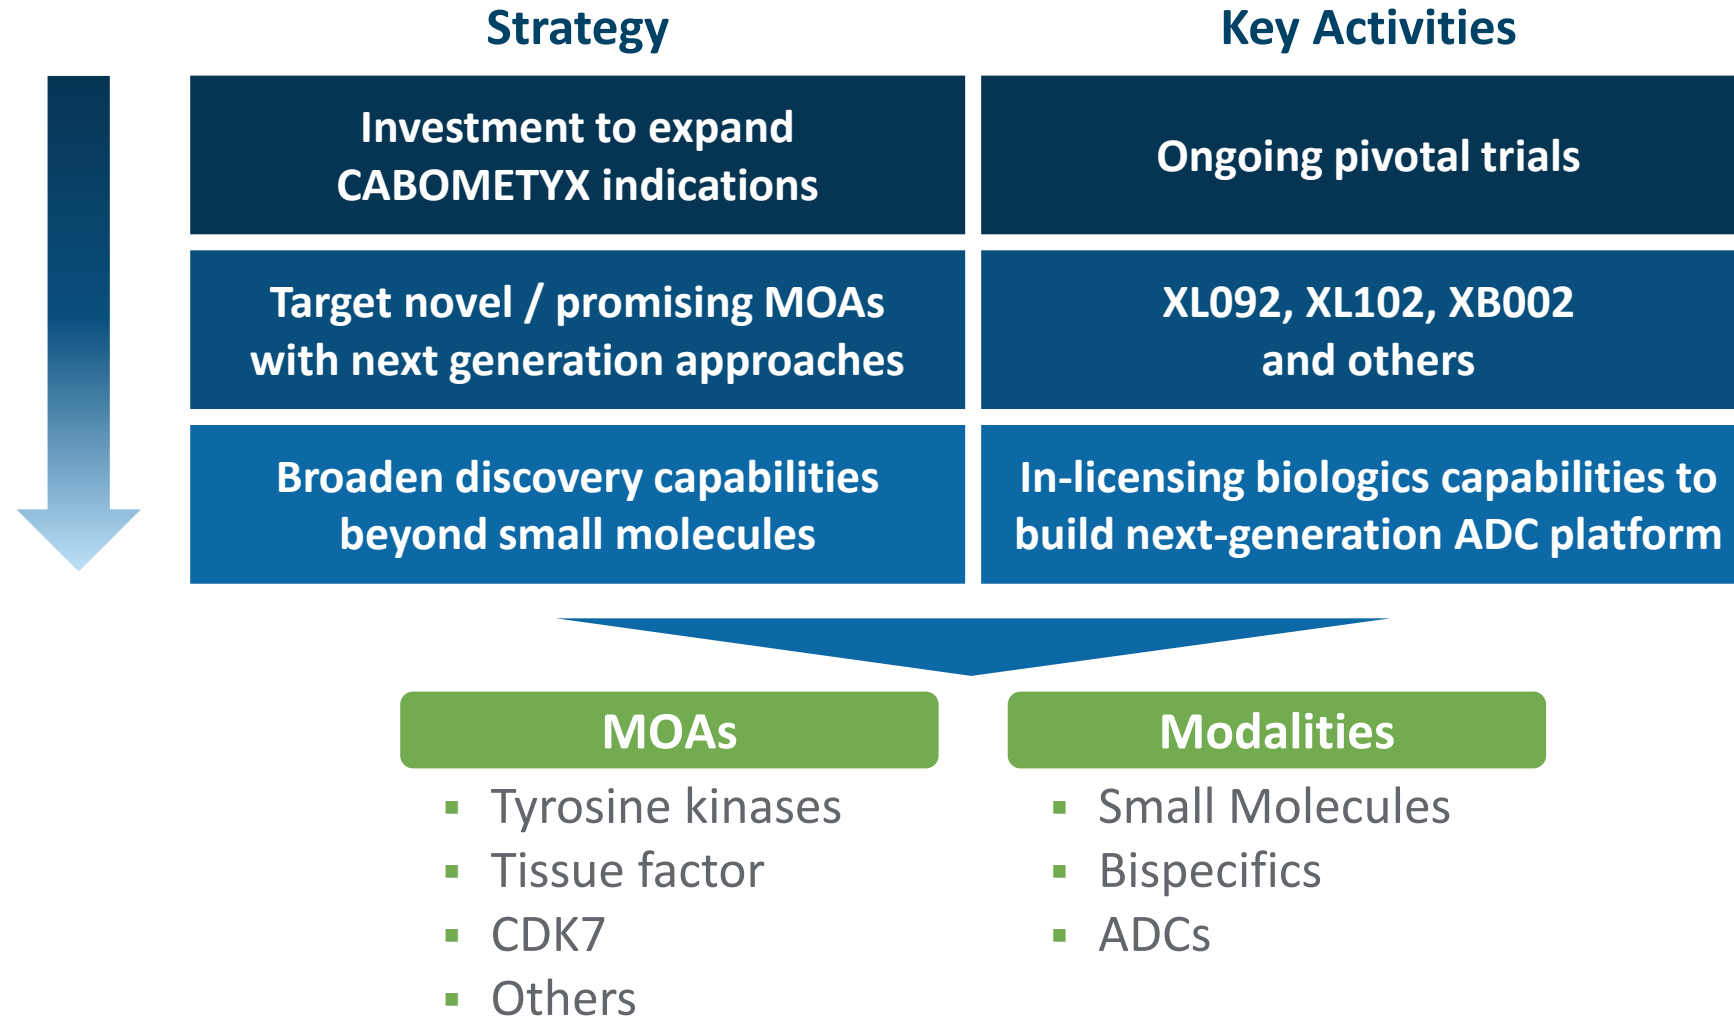 Strategy
Key Activities
Investment to expand
CABOMETYX indications
Ongoing pivotal trials
Target novel / promising MOAs
with next generation approaches
XL092, XL102, XB002
and others
Broaden discovery capabilities
beyond small molecules
In-licensing biologics capabilities to
build next-generation ADC platform
MOAs
▪ Tyrosine kinases
▪ Tissue factor
▪ CDK7
▪ Others
Modalities
▪ Small Molecules
▪ Bispecifics
▪ ADCs